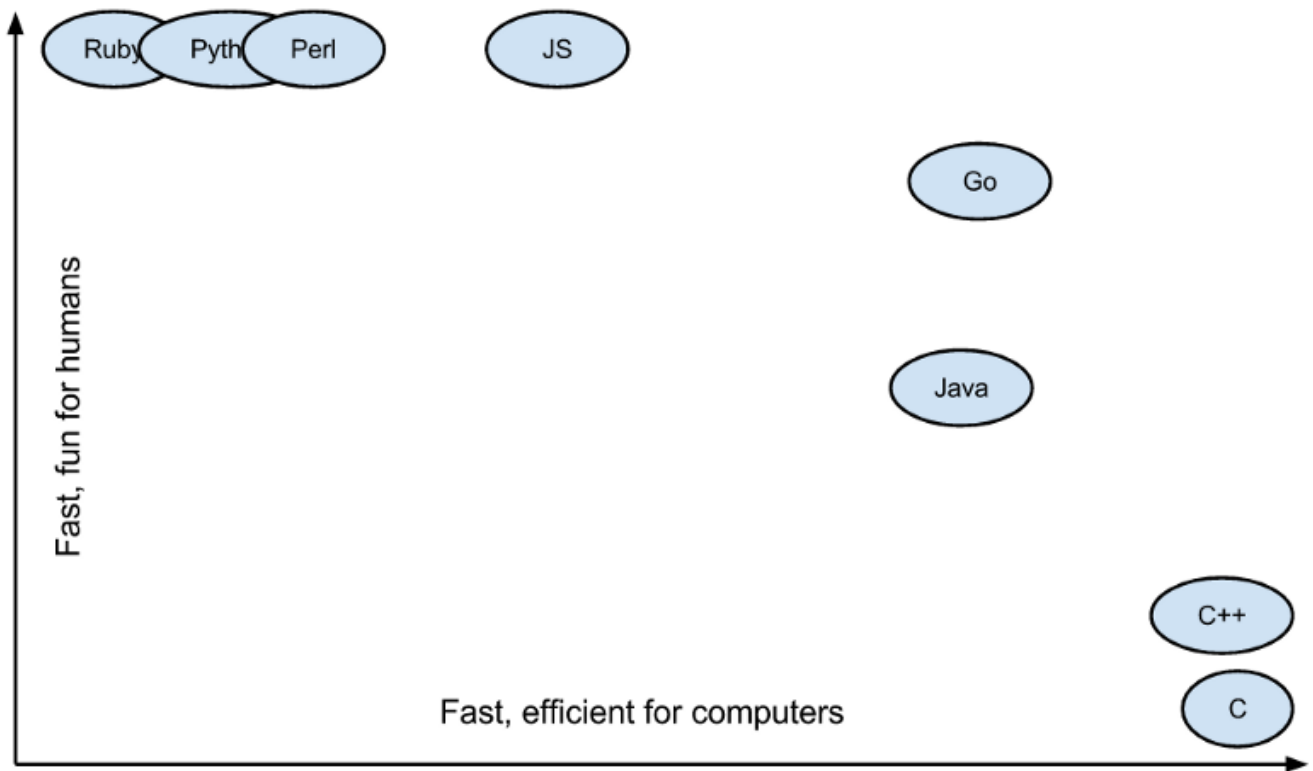 Ruby
Pyth
Perl
JS
Go
Java
C++
C
Fast, fun for humans
Fast, efficient for computers